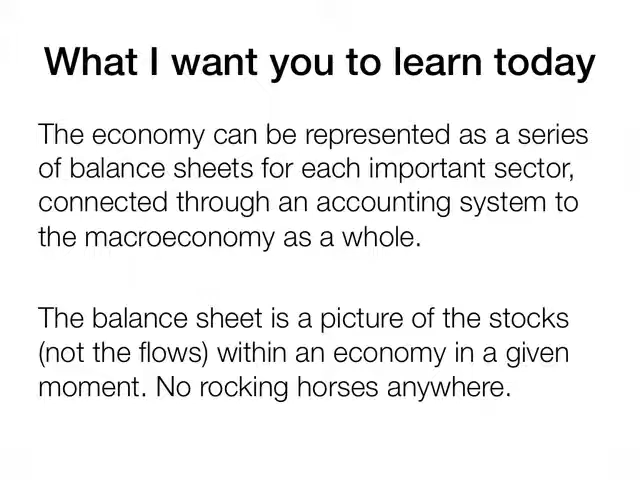 What I want you to learn today
The economy can be represented as a series
of balance sheets for each important sector,
connected through an accounting system to
the macroeconomy as a whole.
The balance sheet is a picture of the stocks
(not the flows) within an economy in a given
moment. No rocking horses anywhere.